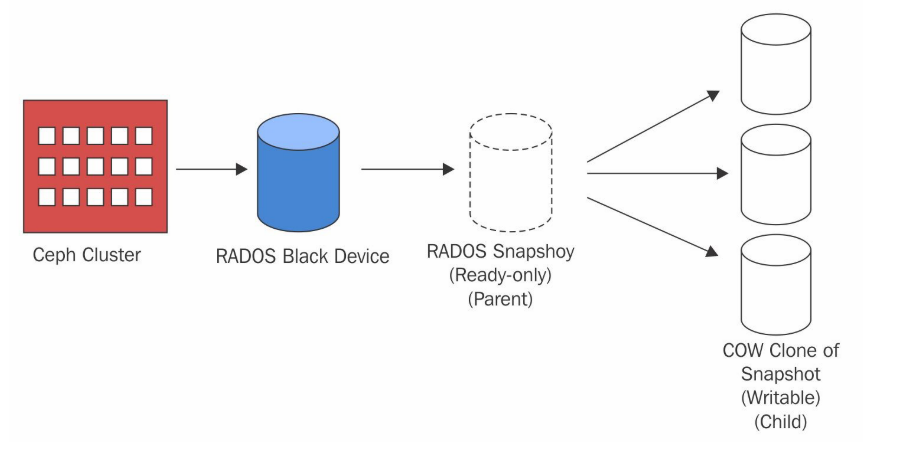 Ceph Cluster
RADOS Black Device
RADOS Snapshoy
(Ready-only)
(Parent)
COW Clone of
Snapshot
(Writable)
(Child)